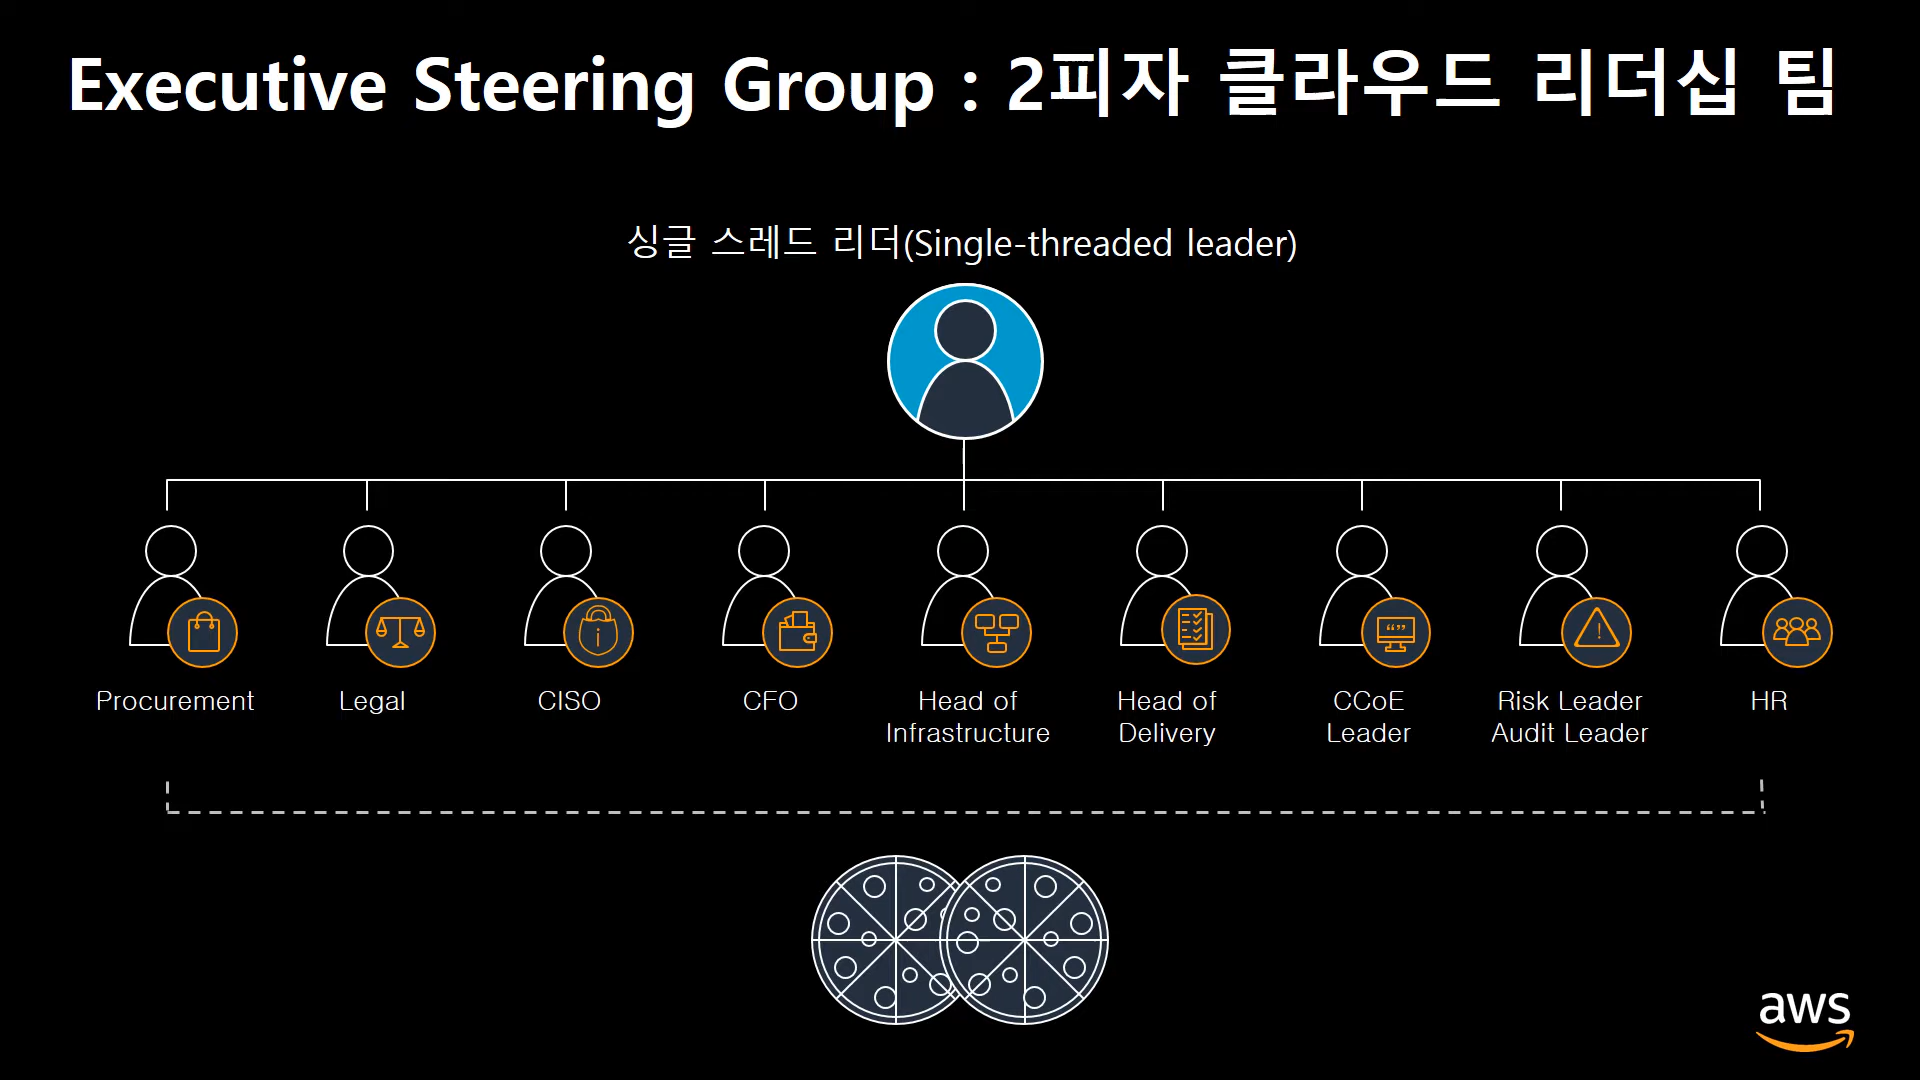 Executive Steering Group : 2피자 클라우드 리더십 팀
싱글 스레드 리더(Single-threaded leader)
Procurement
Legal
CISO
CFO
Head of
Infrastructure
Head of
Delivery
CCoE
Leader
Risk Leader
Audit Leader
HR
aws